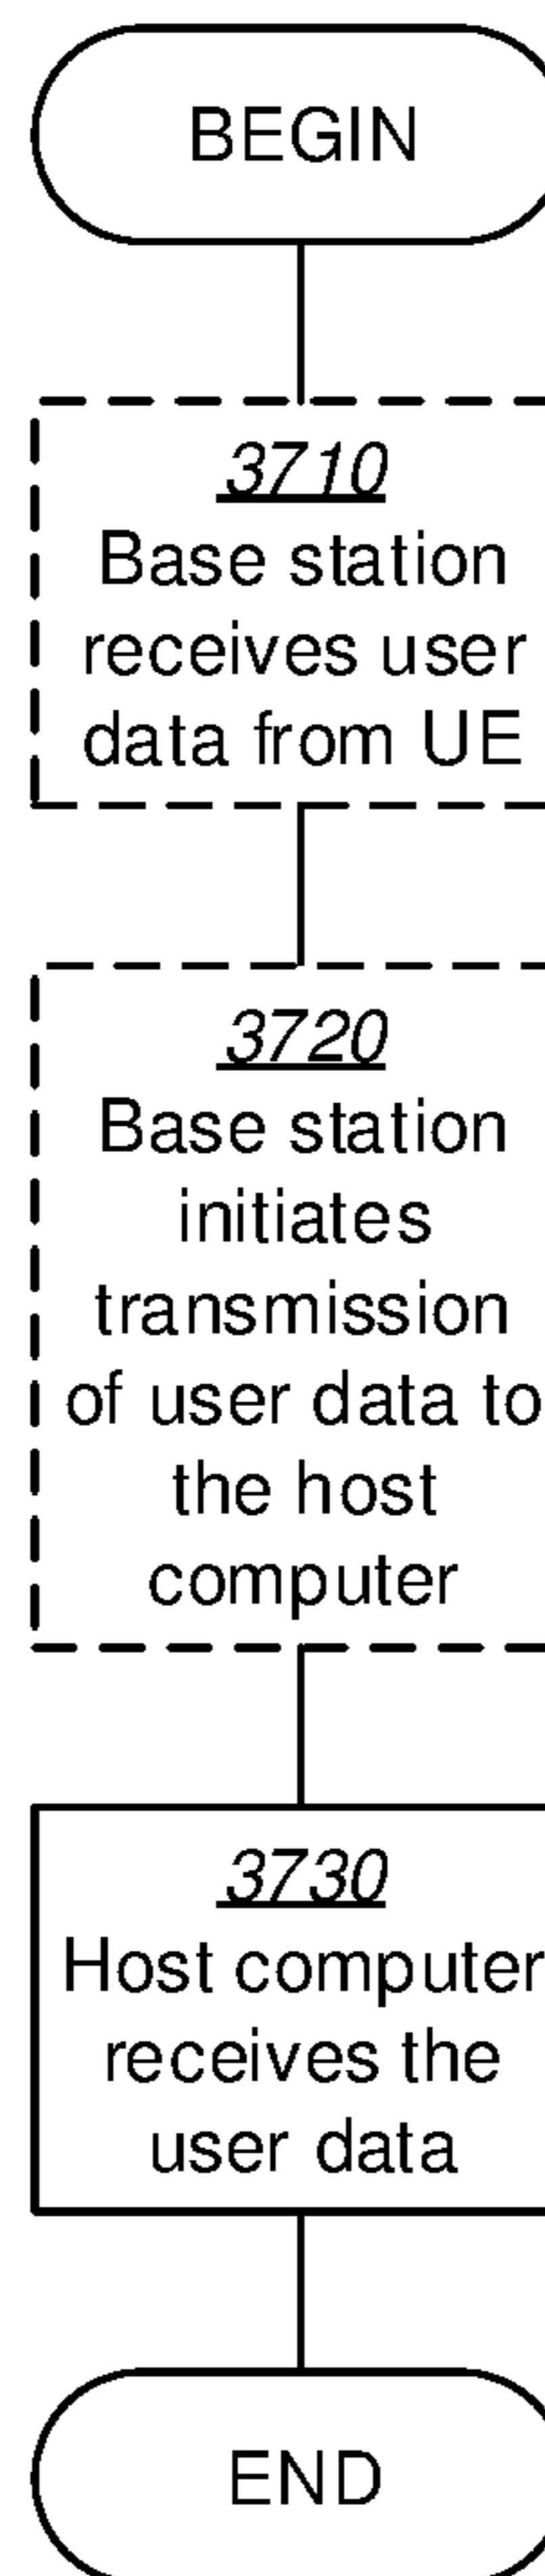 BEGIN
3710
Base station
receives user
data from UE
3720
Base station
initiates
transmission
of user data to
the host
computer
3730
Host computer
receives the
user data
END